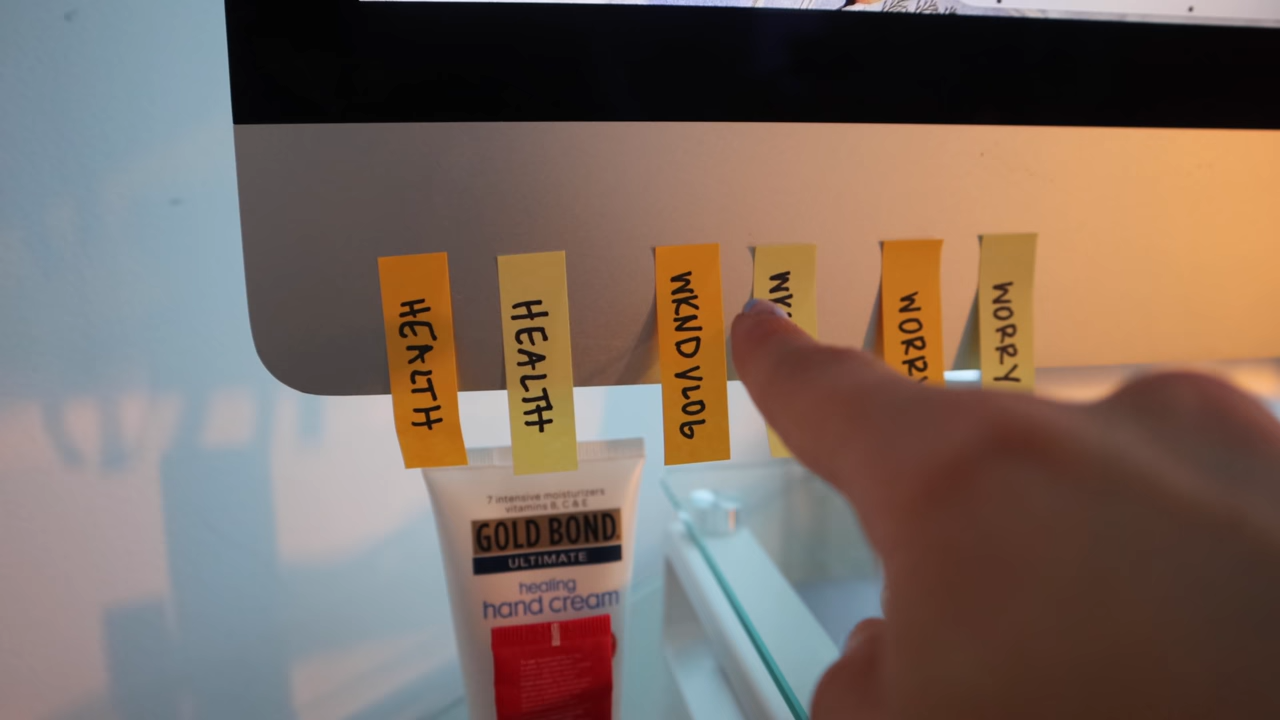 HEALTH
HEALTH
WKND VLOG
WORRY
WORRY
7 intensive moisturizers
vitamins B, C & E
GOLD BOND
ULTIMATE
healing
hand cream